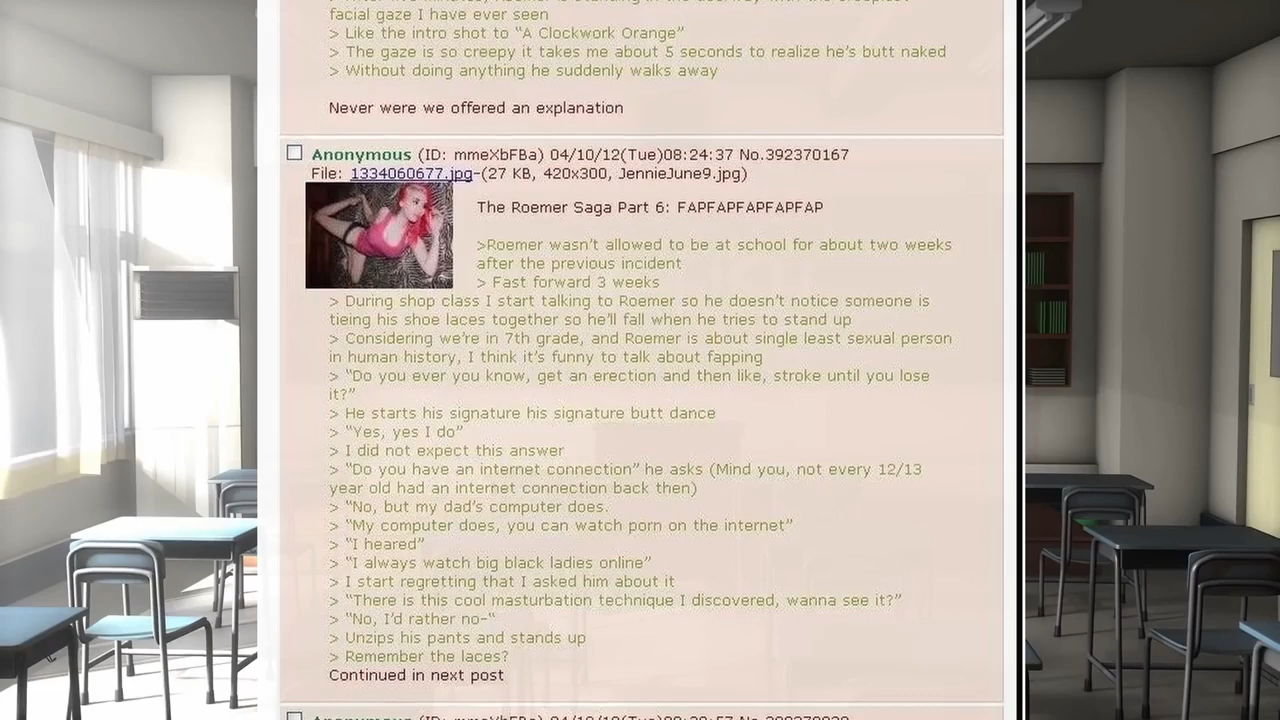 facial gaze I have ever seen
> Like the intro shot to “A Clockwork Orange”
> The gaze is so creepy it takes me about 5 seconds to realize he’s butt naked
> Without doing anything he suddenly walks away
Never were we offered an explanation
Anonymous (ID: mmeXbFBa) 04/10/12(Tue)08:24:37 No.392370167
File: 1334060677.jpg-(27 KB, 420x300, JennieJune9.jpg)
The Roemer Saga Part 6: FAPFAPFAPFAPFAP
>Roemer wasn’t allowed to be at school for about two weeks
after the previous incident
> Fast forward 3 weeks
> During shop class I start talking to Roemer so he doesn’t notice someone is
tieing his shoe laces together so he’ll fall when he tries to stand up
> Considering we’re in 7th grade, and Roemer is about single least sexual person
in human history, I think it’s funny to talk about fapping
> “Do you ever you know, get an erection and then like, stroke until you lose
it?”
> He starts his signature his signature butt dance
> “Yes, yes I do”
> I did not expect this answer
> “Do you have an internet connection” he asks (Mind you, not every 12/13
year old had an internet connection back then)
> “No, but my dad’s computer does.
> “My computer does, you can watch porn on the internet”
> “I heared”
> “I always watch big black ladies online”
> I start regretting that I asked him about it
> “There is this cool masturbation technique I discovered, wanna see it?”
> “No, I’d rather no-“
> Unzips his pants and stands up
> Remember the laces?
Continued in next post